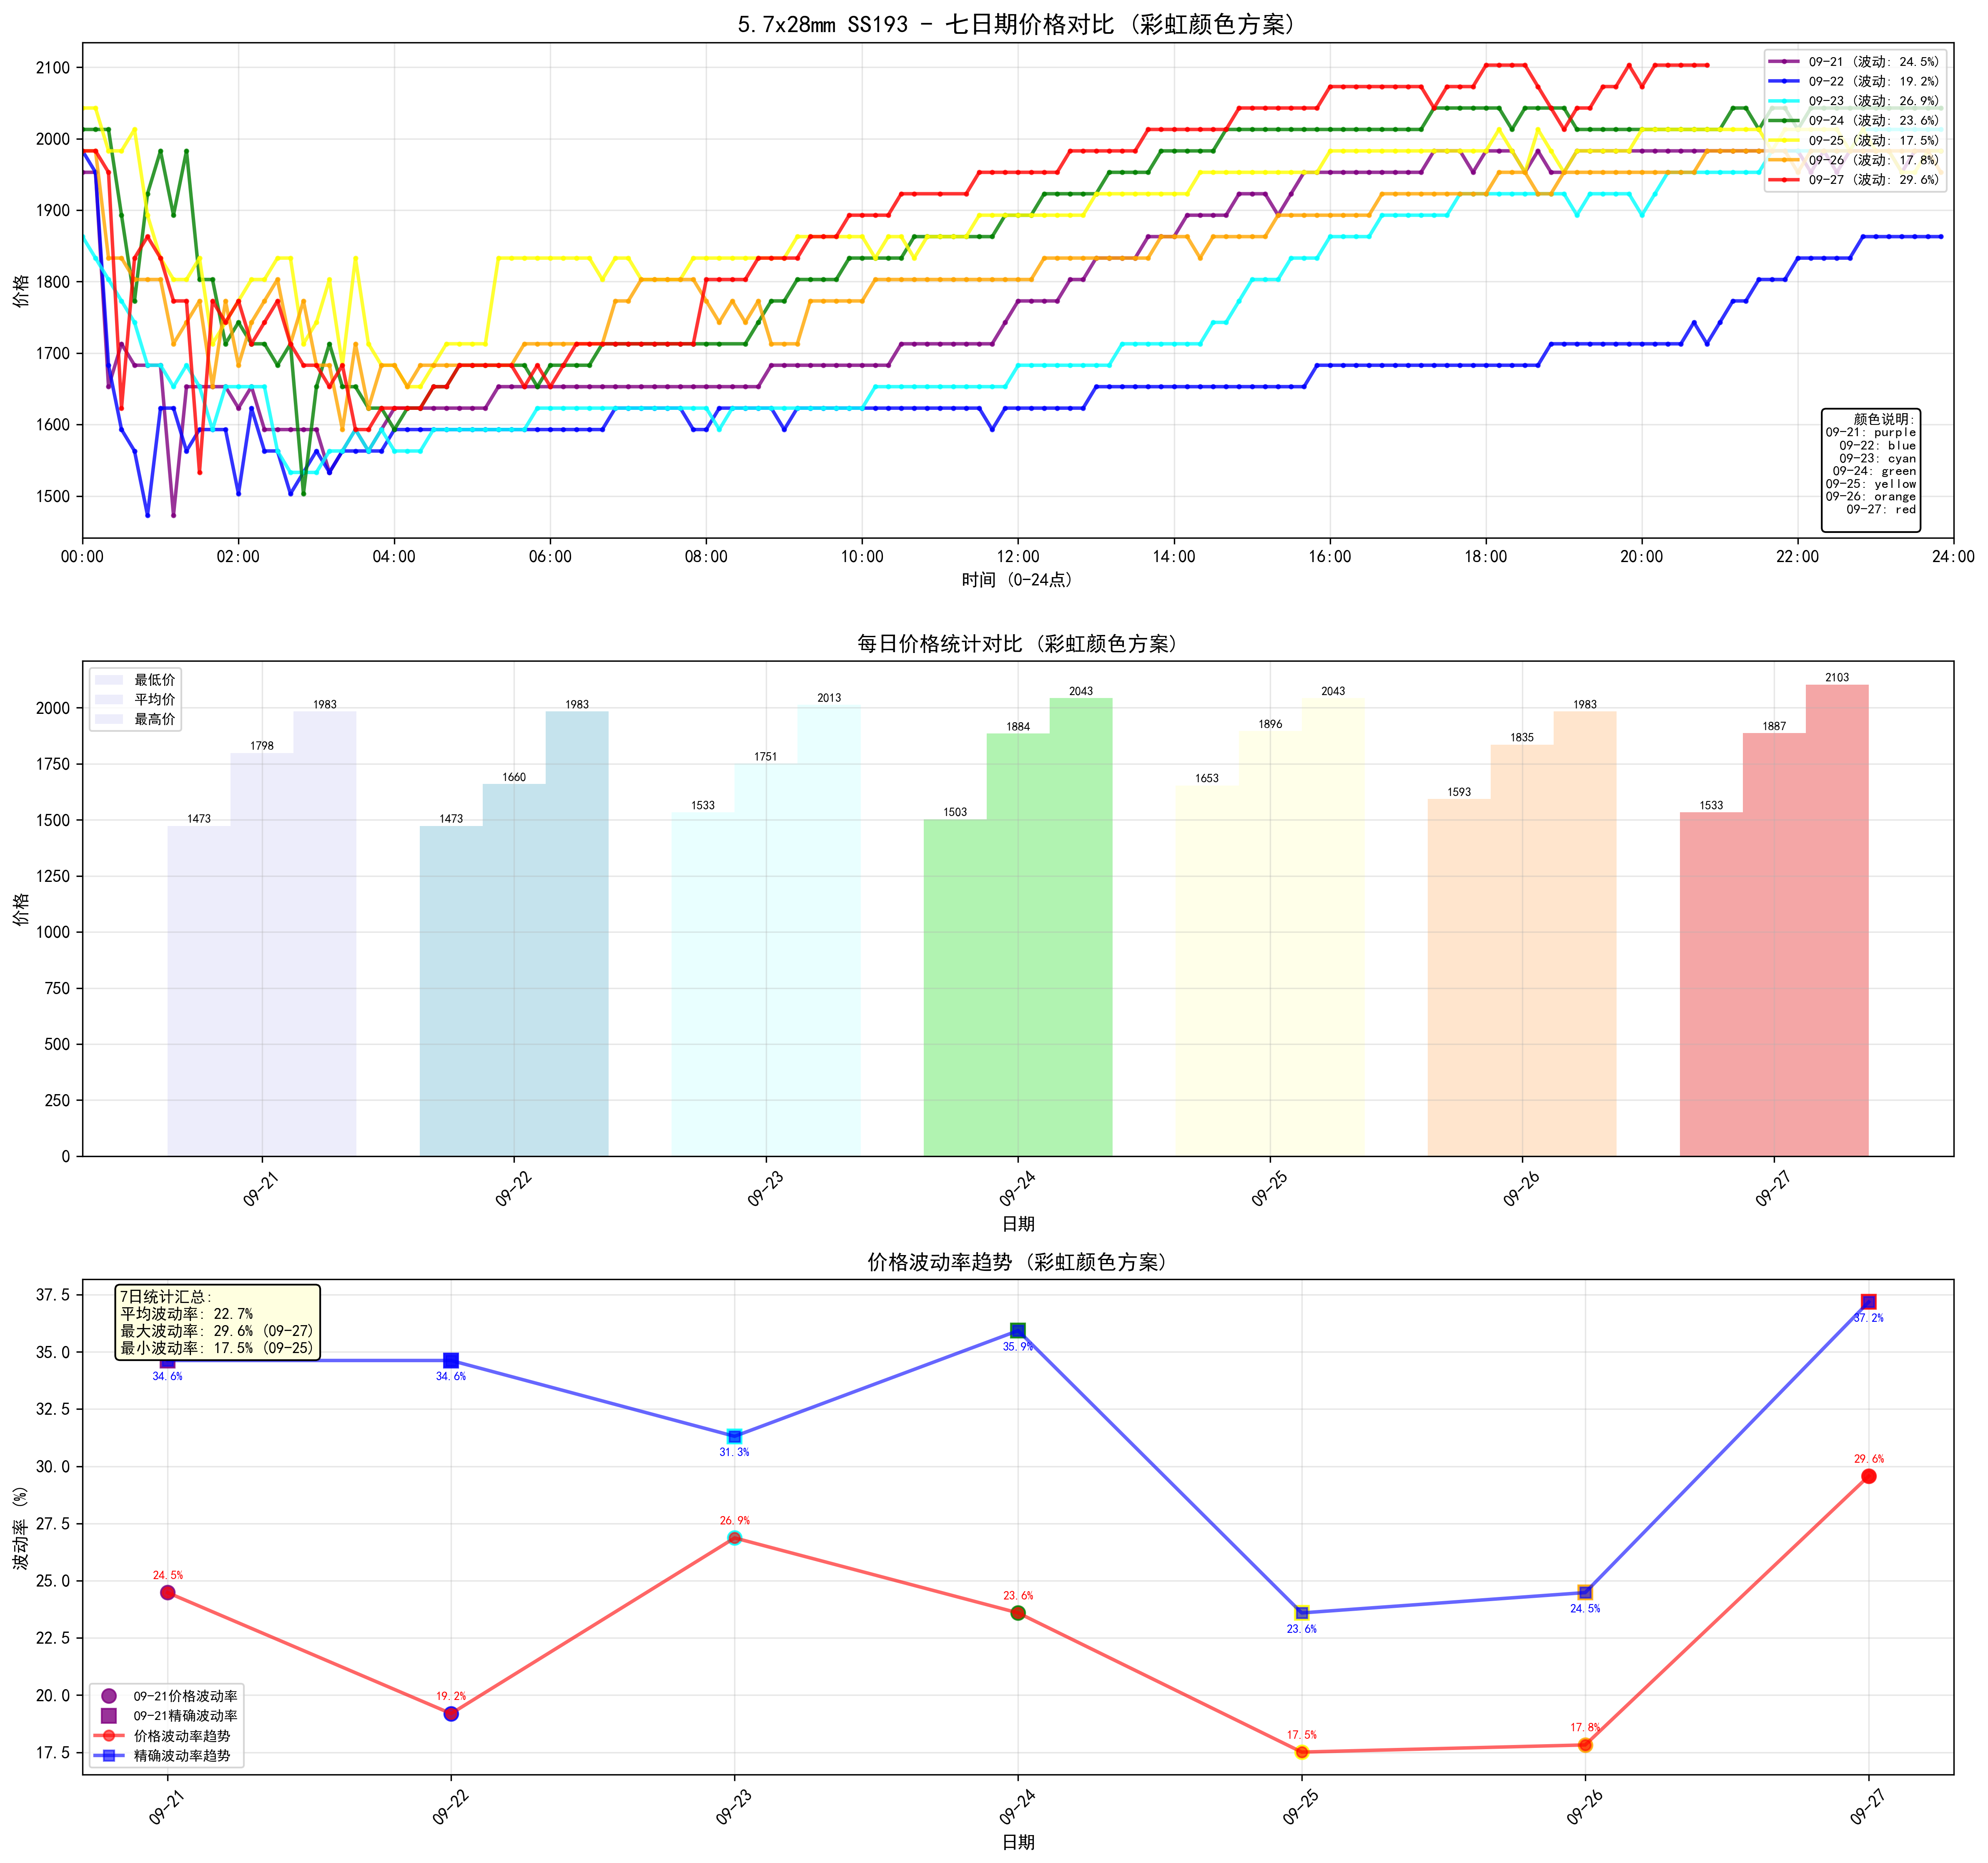 5.7x28mm SS193 - 七日期价格对比 (彩虹颜色方案)
价格
2100
2000
1900
1800
1700
1600
1500
09-21 (波动: 24.5%)
09-22 (波动: 19.2%)
09-23 (波动: 26.9%)
09-24 (波动: 23.6%)
09-25 (波动: 17.5%)
09-26 (波动: 17.8%)
09-27 (波动: 29.6%)
颜色说明:
09-21: purple
09-22: blue
09-23: cyan
09-24: green
09-25: yellow
09-26: orange
09-27: red
00:00 02:00 04:00 06:00 08:00 10:00 12:00 14:00 16:00 18:00 20:00 22:00 24:00
时间 (0-24点)
每日价格统计对比 (彩虹颜色方案)
价格
2000
1750
1500
1250
1000
750
500
250
0
最低价
平均价
最高价
1473 1798 1983
1473 1660 1983
1533 1751 2013
1503 1884 2043
1653 1896 2043
1593 1835 1983
1533 1887 2103
09-21 09-22 09-23 09-24 09-25 09-26 09-27
日期
价格波动率趋势 (彩虹颜色方案)
波动率 (%)
37.5
35.0
32.5
30.0
27.5
25.0
22.5
20.0
17.5
7日统计汇总:
平均波动率: 22.7%
最大波动率: 29.6% (09-27)
最小波动率: 17.5% (09-25)
34.6% 34.6% 31.3% 35.9% 23.6% 24.5% 37.2%
24.5% 19.2% 26.9% 23.6% 17.5% 17.8% 29.6%
09-21价格波动率
09-21精确波动率
价格波动率趋势
精确波动率趋势
09-21 09-22 09-23 09-24 09-25 09-26 09-27
日期